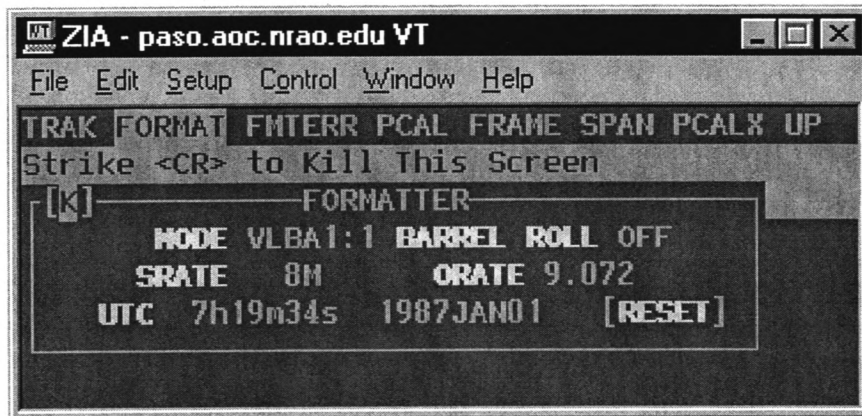 VT ZIA - paso.aoc.nrao.edu VT
File Edit Setup Control Window Help
TRAK FORMAT FMTERR PCAL FRAME SPAN PCALX UP
Strike <CR> to Kill This Screen
[K] FORMATTER
MODE VLBA1:1 BARREL ROLL OFF
SRATE 8M ORATE 9.072
UTC 7h19m34s 1987JAN01 [RESET]